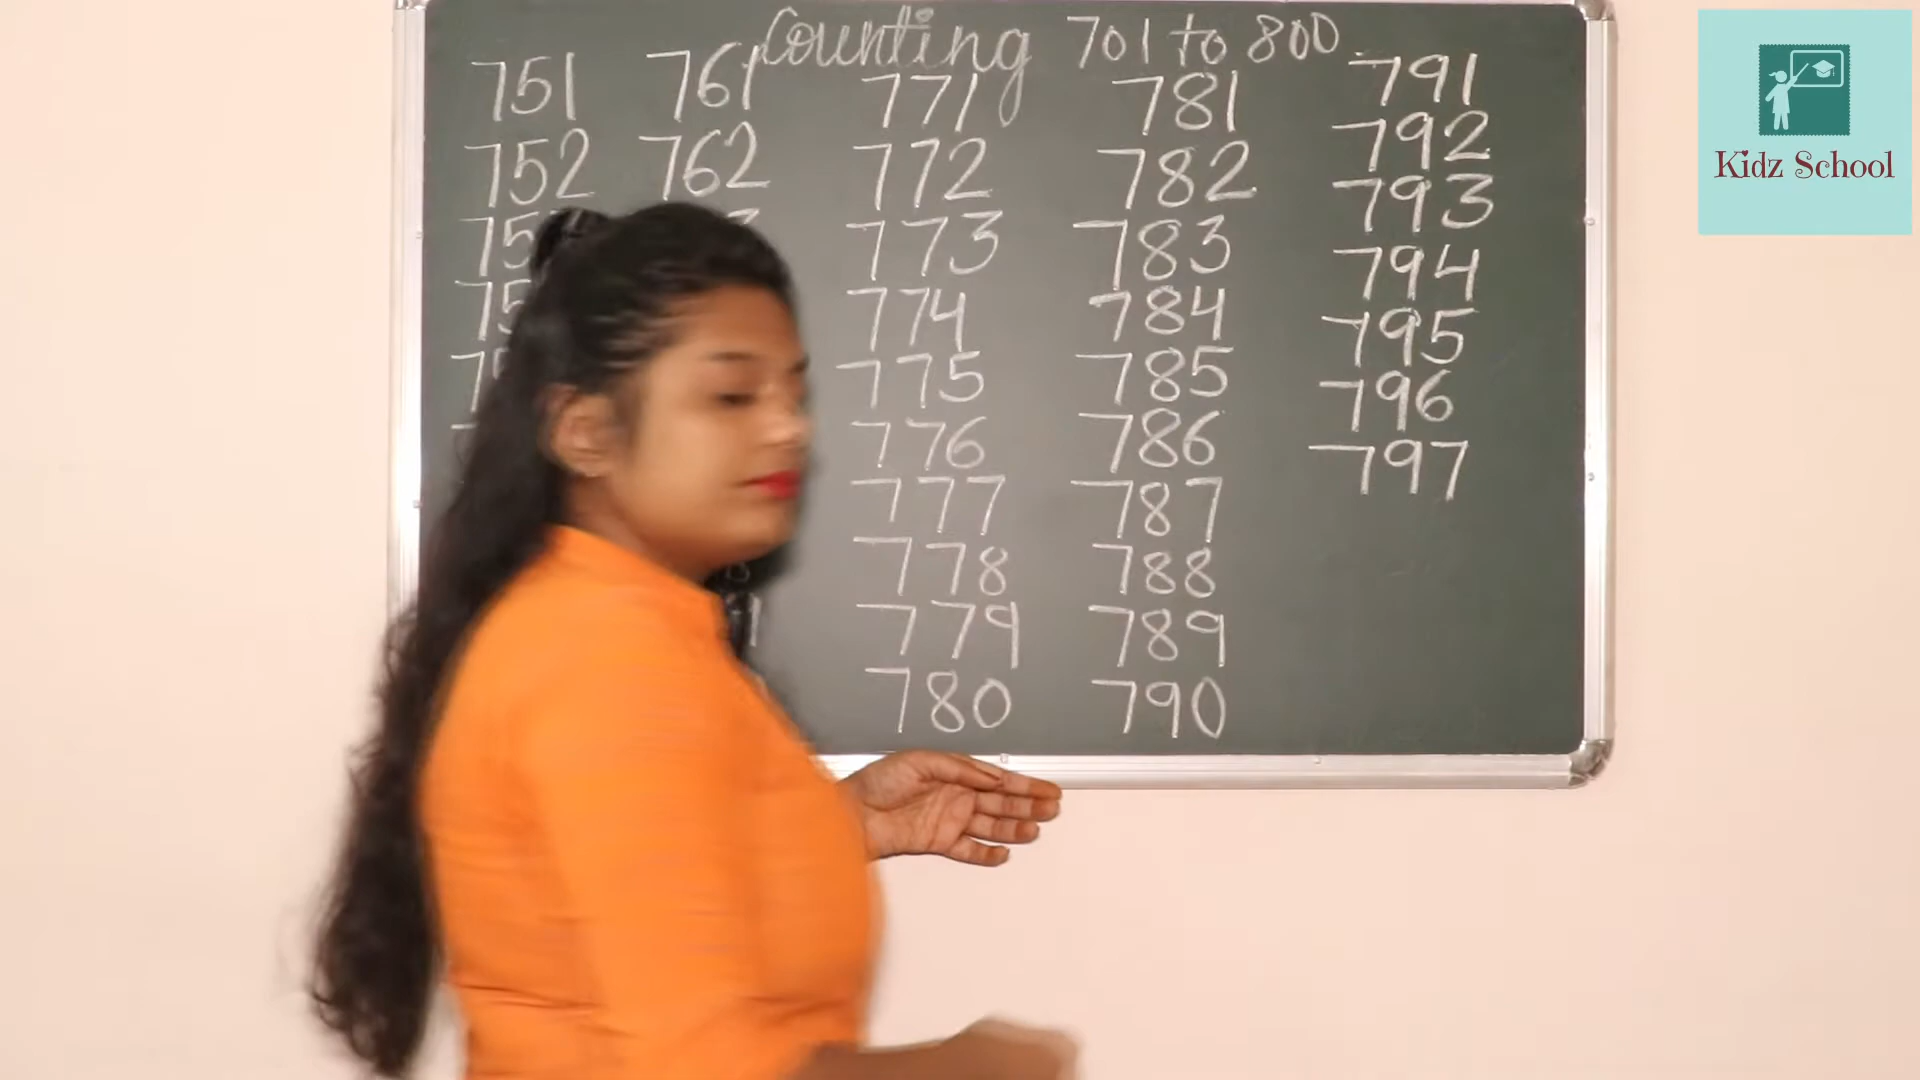 Counting 701 to 800
751 761 771 781 791
752 762 772 782 792
773 783 793
774 784 794
775 785 795
776 786 796
777 787 797
778 788
779 789
780 790
Kidz School